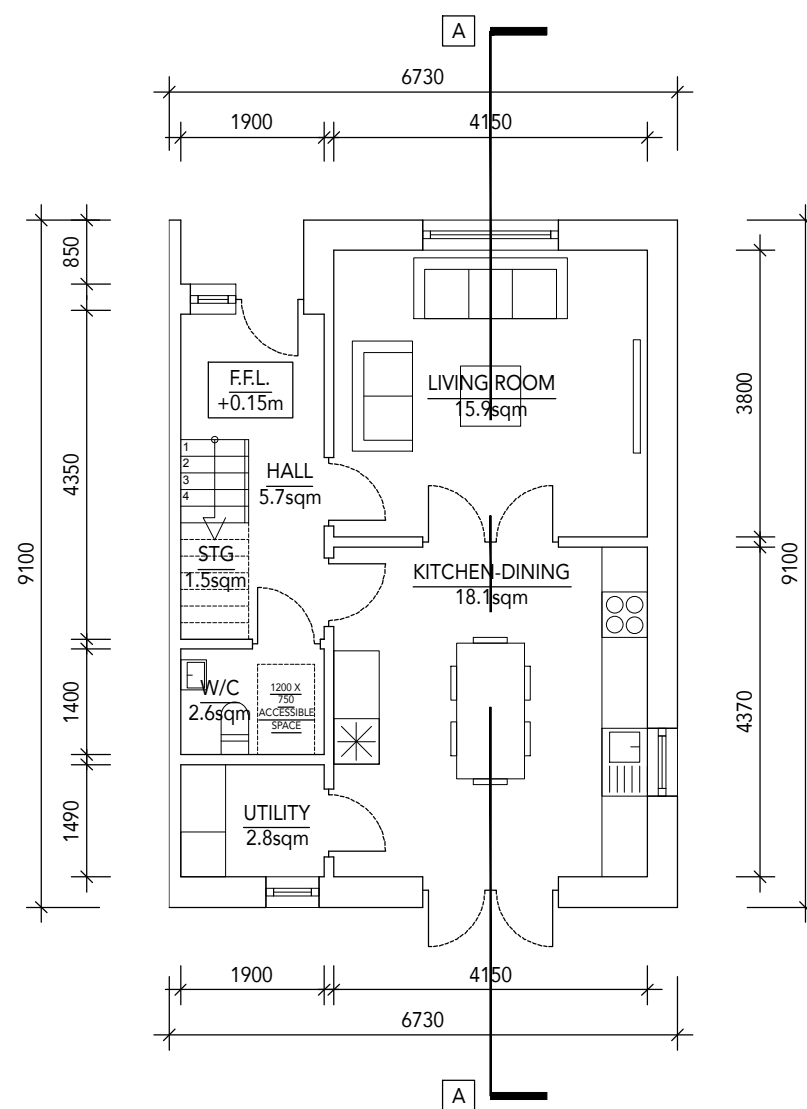 A
6730
1900
4150
850
4350
9100
1400
1490
3800
4370
9100
F.F.L.
+0.15m
LIVING ROOM
15.9sqm
1
2
3
4
HALL
5.7sqm
STG
1.5sqm
KITCHEN-DINING
18.1sqm
W/C
2.6sqm
1200 X
750
ACCESSIBLE
SPACE
UTILITY
2.8sqm
1900
4150
6730
A